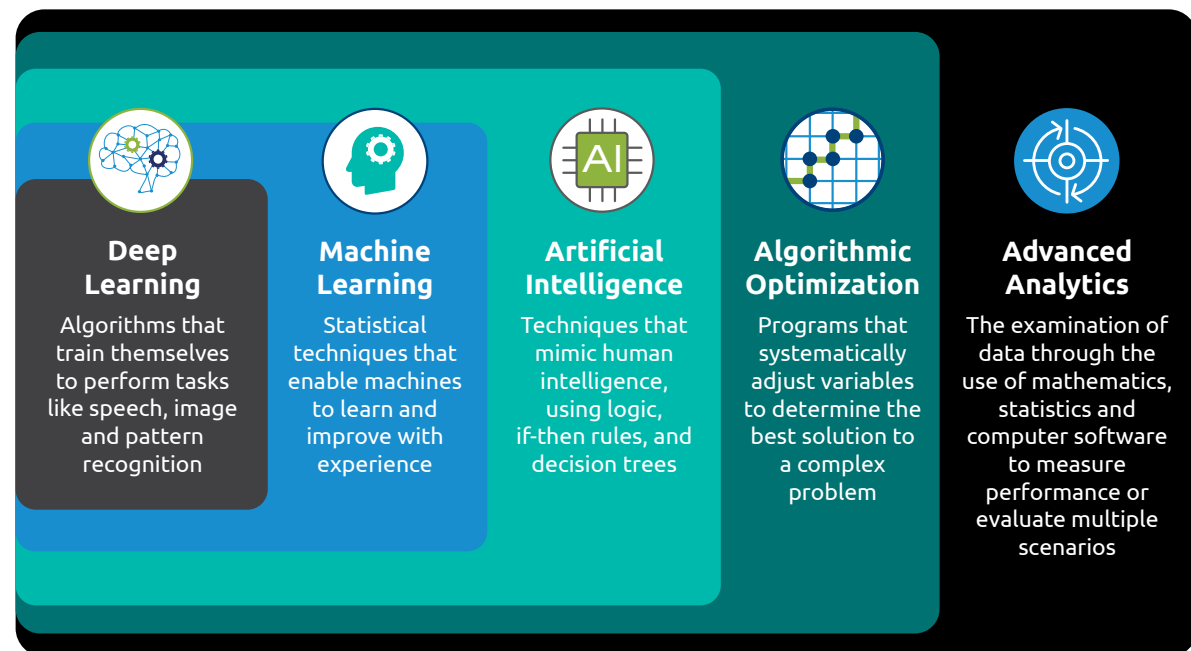 Deep
Learning
Algorithms that
train themselves
to perform tasks
like speech, image
and pattern
recognition
Machine
Learning
Statistical
techniques that
enable machines
to learn and
improve with
experience
AI
Artificial
Intelligence
Techniques that
mimic human
intelligence,
using logic,
if-then rules, and
decision trees
Algorithmic
Optimization
Programs that
systematically
adjust variables
to determine the
best solution to
a complex
problem
Advanced
Analytics
The examination of
data through the
use of mathematics,
statistics and
computer software
to measure
performance or
evaluate multiple
scenarios